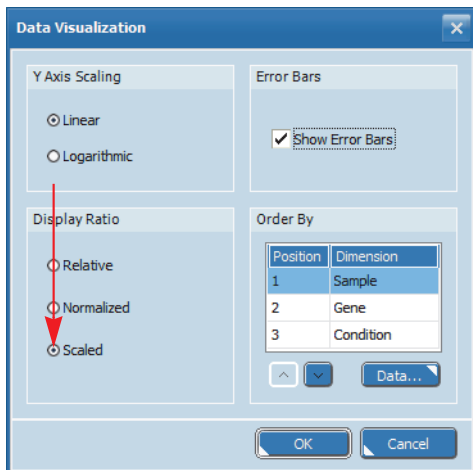 Data Visualization
Y Axis Scaling
Linear
Logarithmic
Error Bars
Show Error Bars
Display Ratio
Relative
Normalized
Scaled
Order By
Position Dimension
1 Sample
2 Gene
3 Condition
Data...
OK Cancel